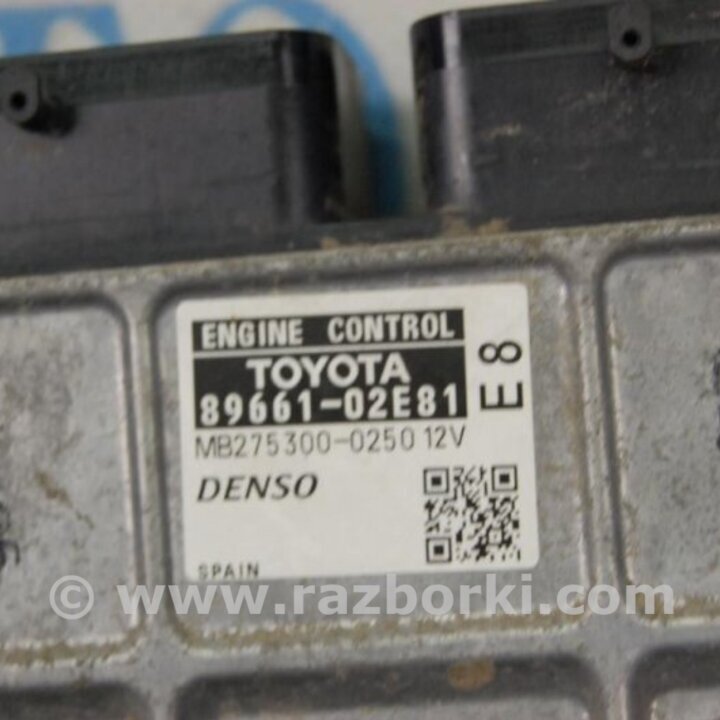 ENGINE CONTROL
TOYOTA
89661-02E81
E8
MB275300-0250 12V
DENSO
SPAIN
© www.razborki.com